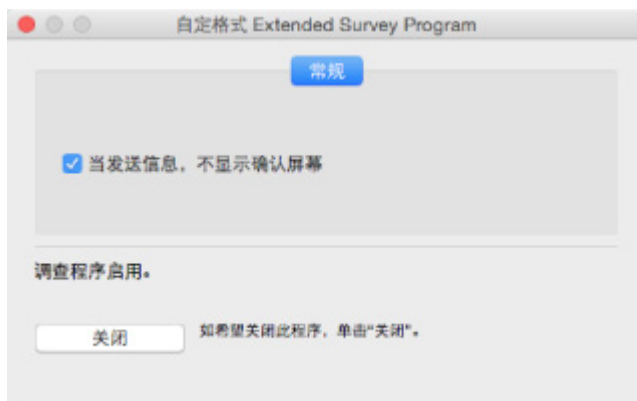 自定格式 Extended Survey Program
常规
当发送信息，不显示确认屏幕
调查程序启用。
关闭
如希望关闭此程序，单击“关闭”。